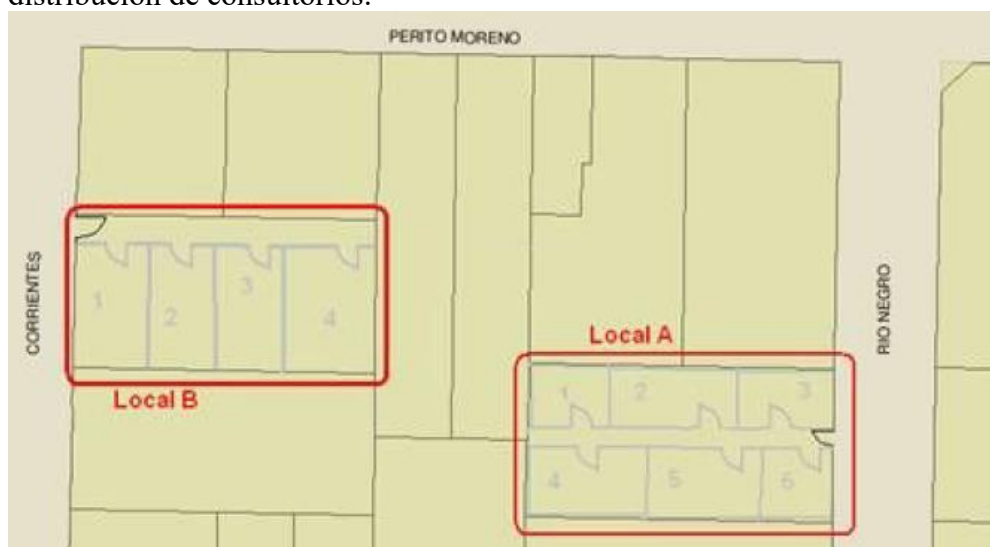 distribución de consultorios.
PERITO MORENO
CORRIENTES
1
2
3
4
Local B
Local A
1
2
3
4
5
6
RIO NEGRO